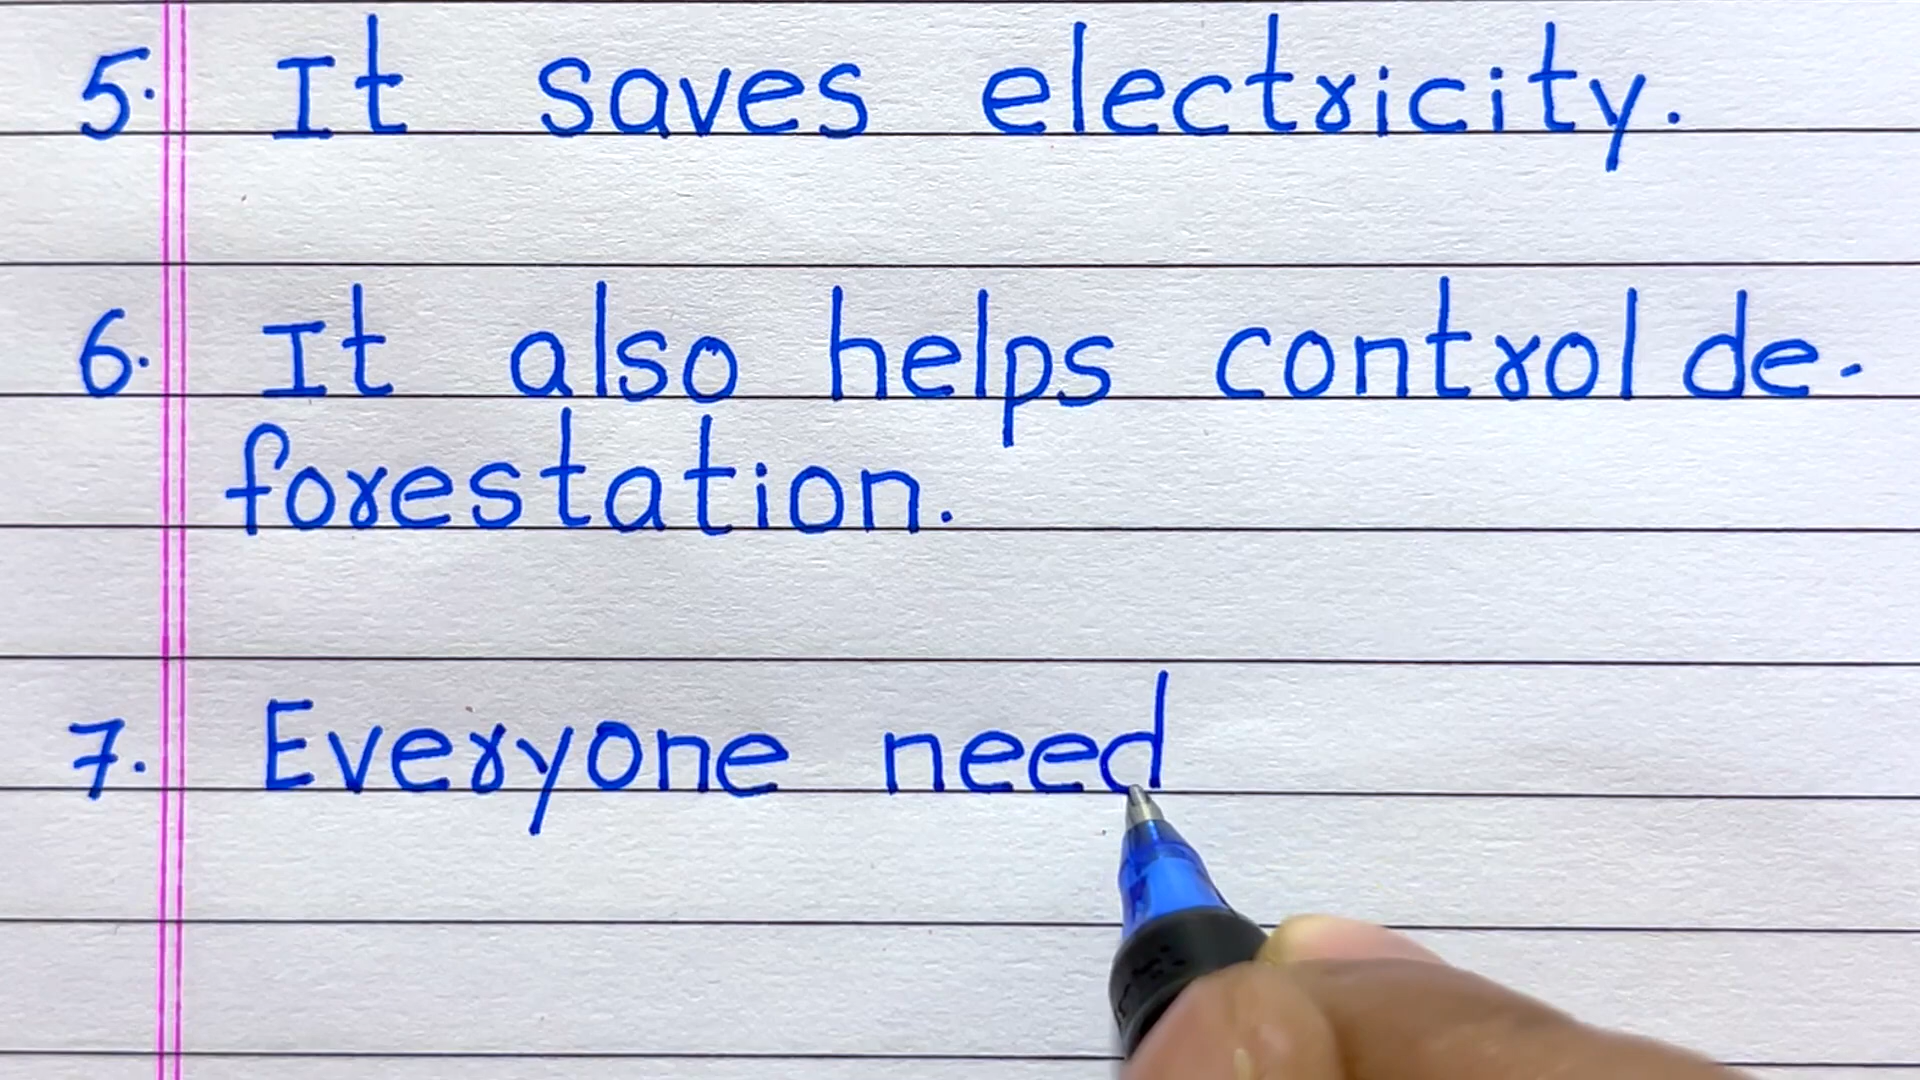 5. It saves electricity.
6. It also helps control de-
forestation.
7. Everyone need